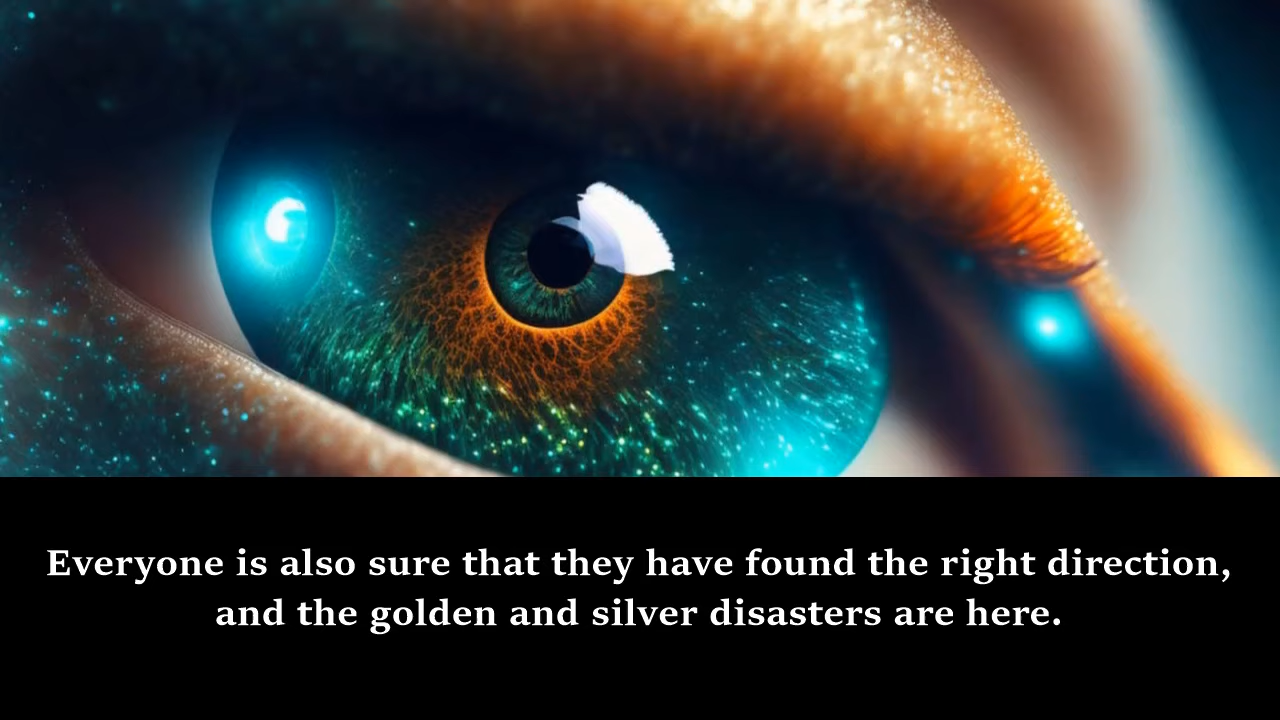 Everyone is also sure that they have found the right direction,
and the golden and silver disasters are here.